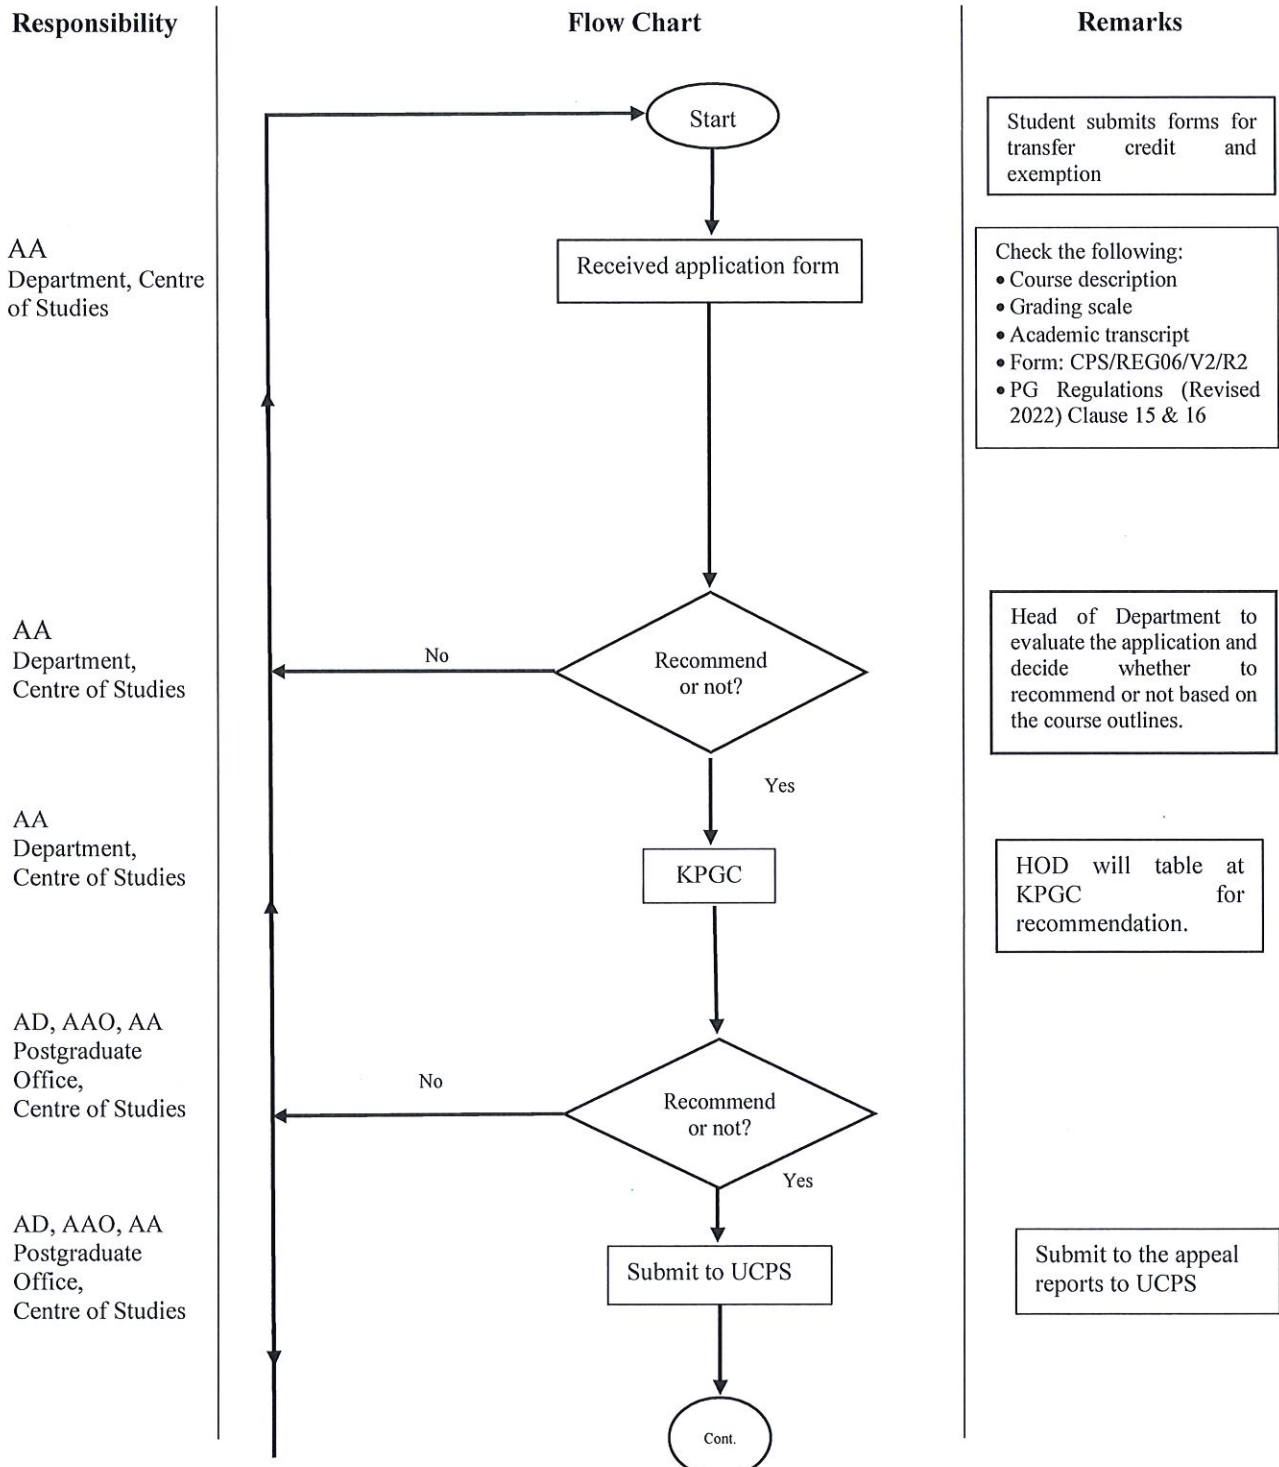 Responsibility
Flow Chart
Remarks
Start
Student submits forms for
transfer credit and
exemption
AA
Department, Centre
of Studies
Received application form
Check the following:
• Course description
• Grading scale
• Academic transcript
• Form: CPS/REG06/V2/R2
• PG Regulations (Revised
2022) Clause 15 & 16
AA
Department,
Centre of Studies
No
Recommend
or not?
Head of Department to
evaluate the application and
decide whether to
recommend or not based on
the course outlines.
Yes
AA
Department,
Centre of Studies
KPGC
HOD will table at
KPGC for
recommendation.
AD, AAO, AA
Postgraduate
Office,
Centre of Studies
No
Recommend
or not?
Yes
AD, AAO, AA
Postgraduate
Office,
Centre of Studies
Submit to UCPS
Submit to the appeal
reports to UCPS
Cont.